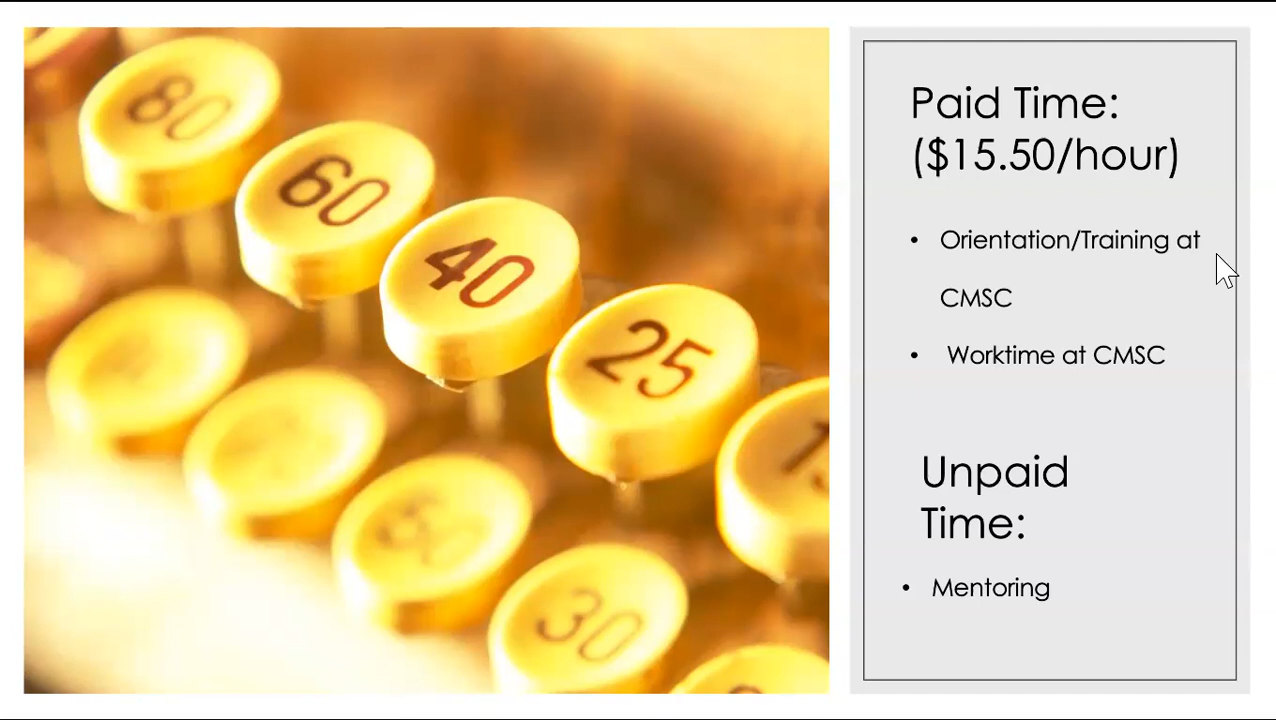 80
60
40
25
30
Paid Time:
($15.50/hour)
• Orientation/Training at
CMSC
• Worktime at CMSC
Unpaid
Time:
• Mentoring